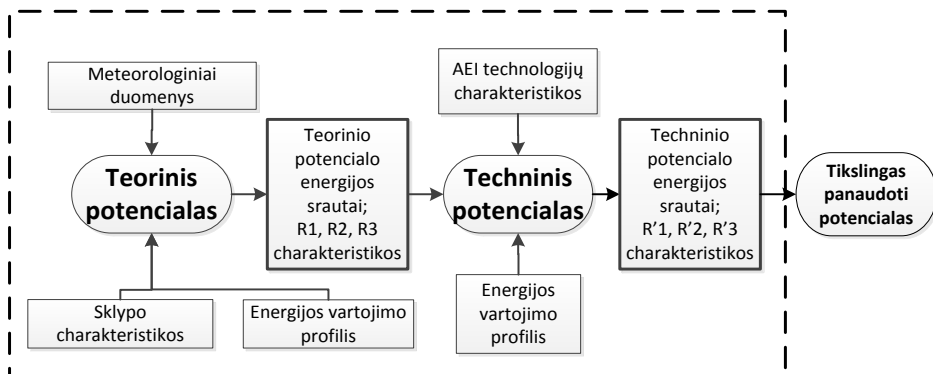 Meteorologiniai
duomenys
AEI technologijų
charakteristikos
Teorinis
potencialas
Teorinio
potencialo
energijos
srautai;
R1, R2, R3
charakteristikos
Techninis
potencialas
Techninio
potencialo
energijos
srautai;
R’1, R’2, R’3
charakteristikos
Tikslingas
panaudoti
potencialas
Sklypo
charakteristikos
Energijos vartojimo
profilis
Energijos
vartojimo
profilis